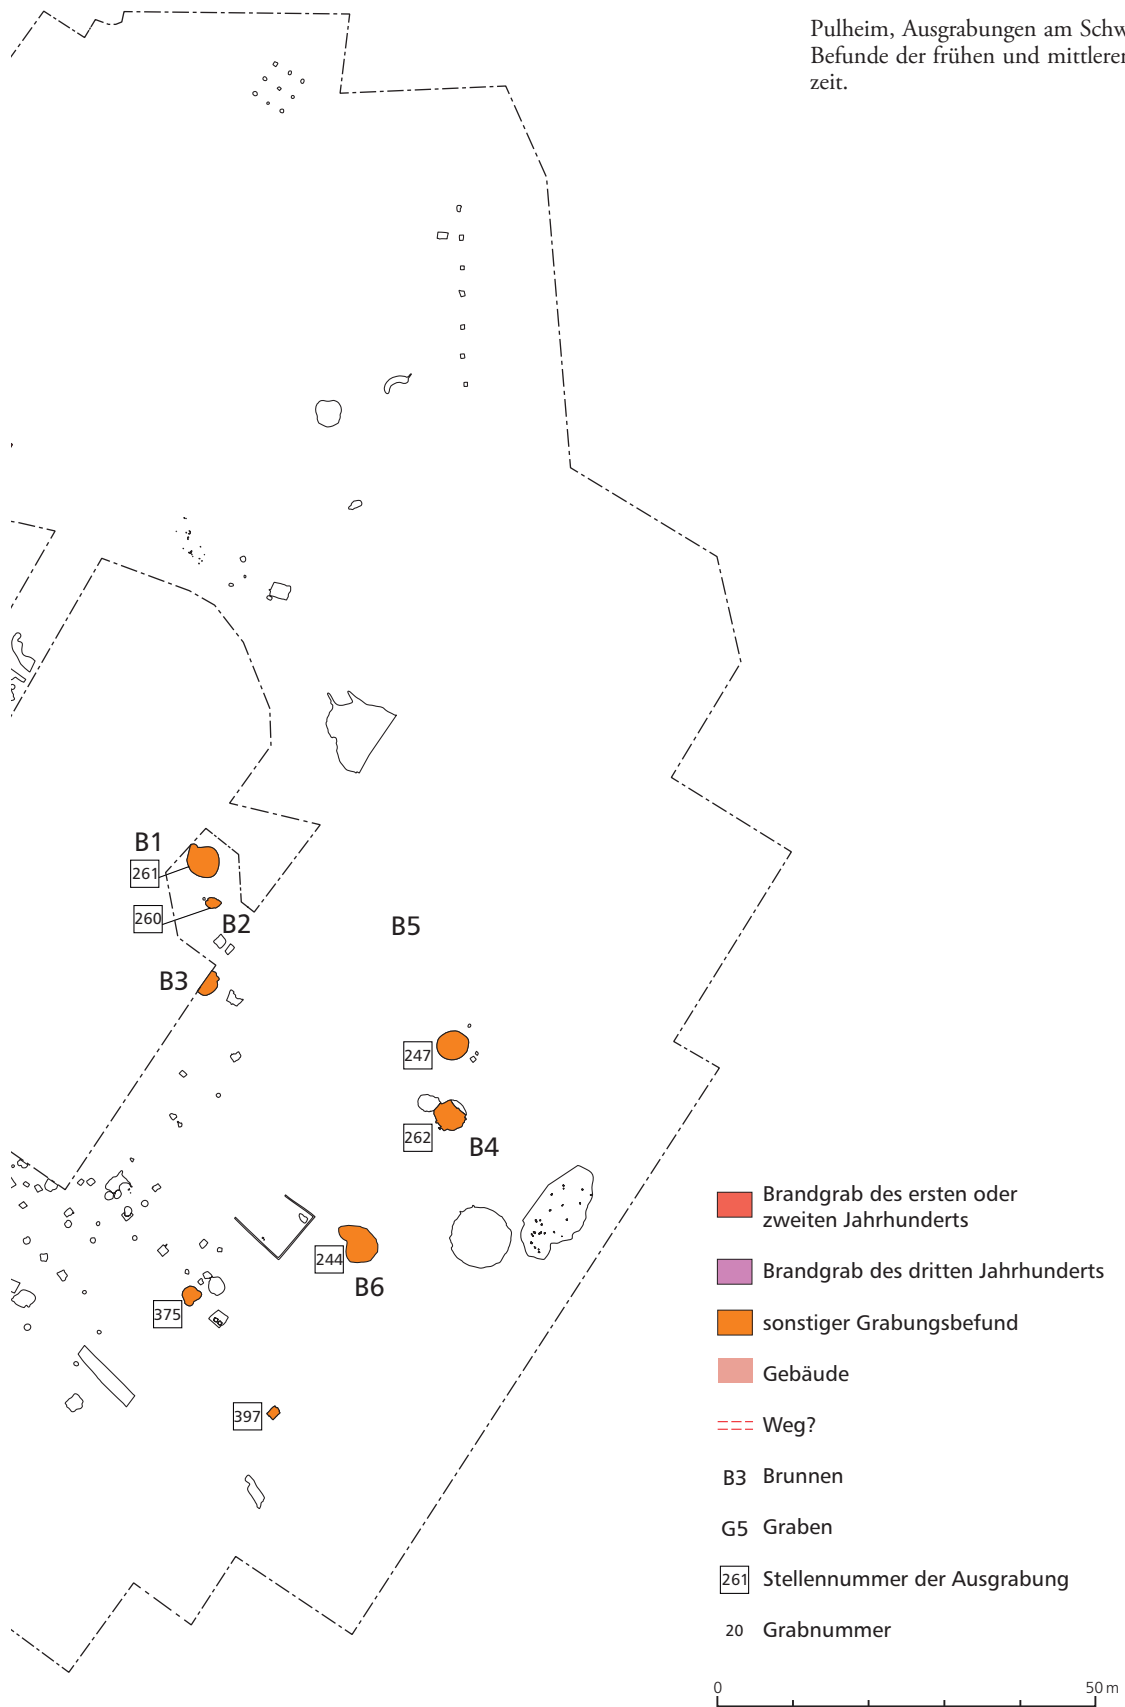 Pulheim, Ausgrabungen am Schw
Befunde der frühen und mittleren
zeit.
B1
261
260
B2
B5
B3
247
262
B4
244
B6
375
397
Brandgrab des ersten oder
zweiten Jahrhunderts
Brandgrab des dritten Jahrhunderts
sonstiger Grabungsbefund
Gebäude
Weg?
B3 Brunnen
G5 Graben
261 Stellennummer der Ausgrabung
20 Grabnummer
0 50 m